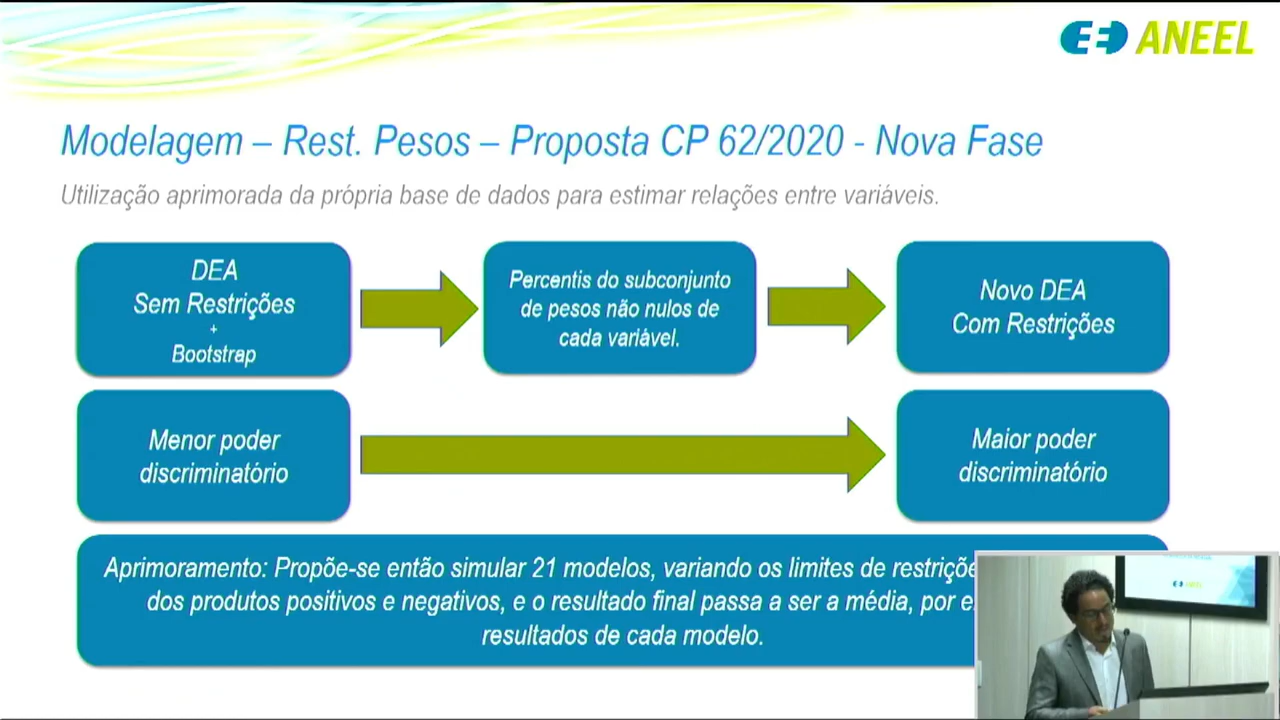 ANEEL
Modelagem – Rest. Pesos – Proposta CP 62/2020 - Nova Fase
Utilização aprimorada da própria base de dados para estimar relações entre variáveis.
DEA
Sem Restrições
+
Bootstrap
Percentis do subconjunto
de pesos não nulos de
cada variável.
Novo DEA
Com Restrições
Menor poder
discriminatório
Maior poder
discriminatório
Aprimoramento: Propõe-se então simular 21 modelos, variando os limites de
dos produtos positivos e negativos, e o resultado final passa a ser a média, por
resultados de cada modelo.
ANEEL